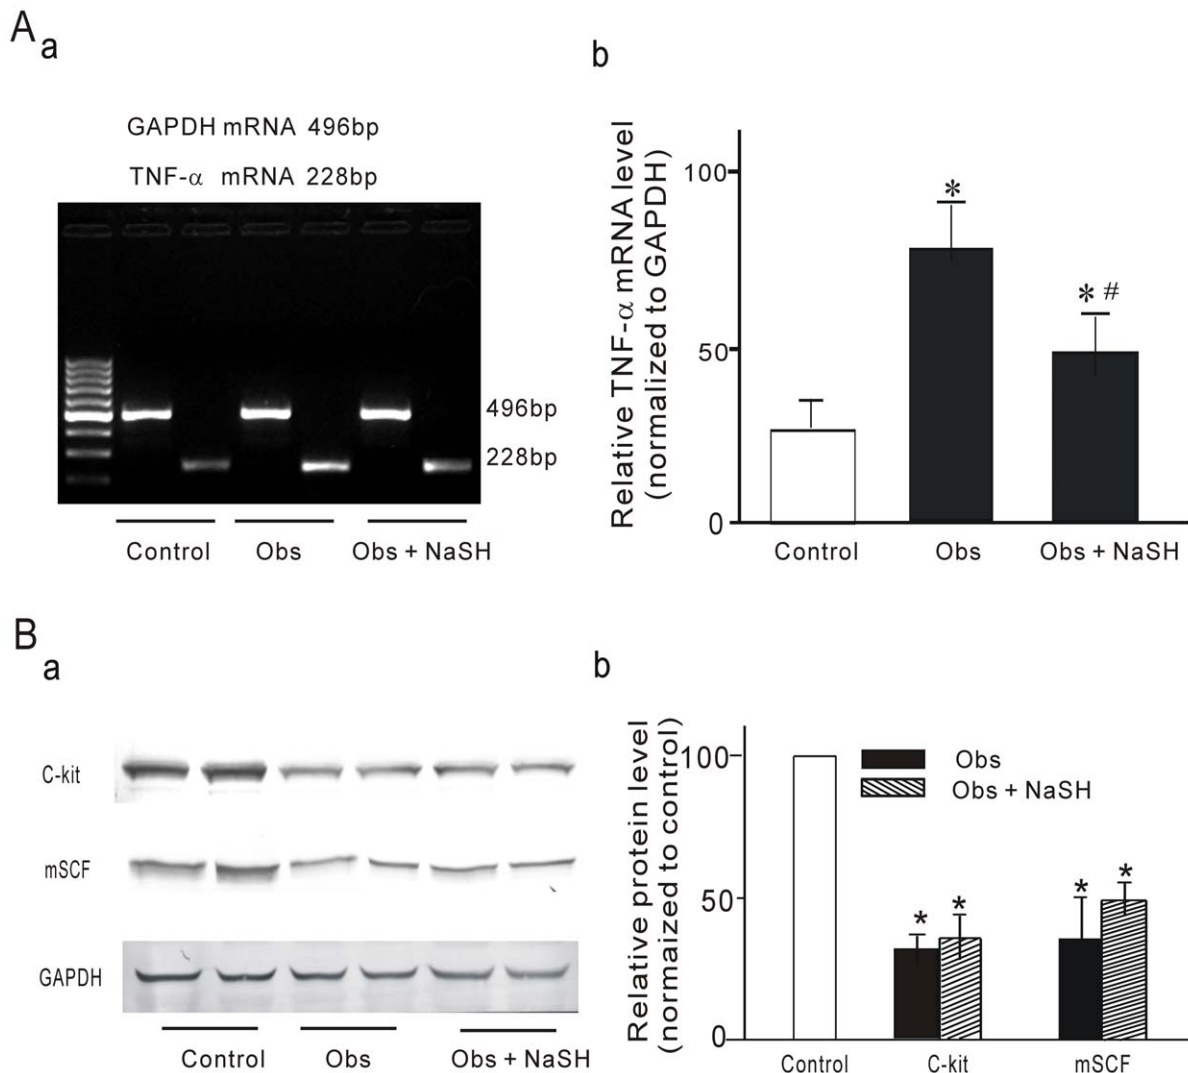 A
a
GAPDH mRNA 496bp
TNF-α mRNA 228bp
496bp
228bp
Control Obs Obs + NaSH
b
Relative TNF-α mRNA level
(normalized to GAPDH)
100
50
0
*
* #
Control Obs Obs + NaSH
B
a
C-kit
mSCF
GAPDH
Control Obs Obs + NaSH
b
Relative protein level
(normaized to control)
100
50
0
Obs
Obs + NaSH
* * * *
Control C-kit mSCF